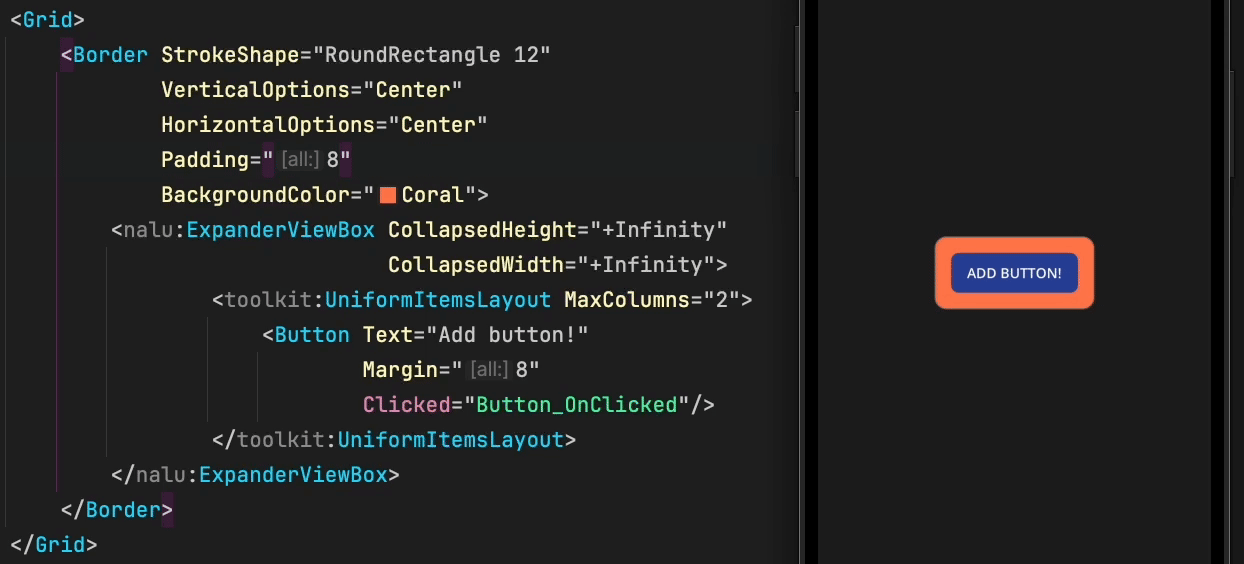 <Grid>
<Border StrokeShape="RoundRectangle 12"
VerticalOptions="Center"
HorizontalOptions="Center"
Padding="[all:]8"
BackgroundColor="Coral">
<nalu:ExpanderViewBox CollapsedHeight="+Infinity"
CollapsedWidth="+Infinity">
<toolkit:UniformItemsLayout MaxColumns="2">
<Button Text="Add button!"
Margin="[all:]8"
Clicked="Button_OnClicked"/>
</toolkit:UniformItemsLayout>
</nalu:ExpanderViewBox>
</Border>
</Grid>
ADD BUTTON!